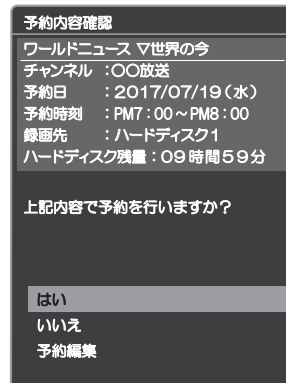 予約内容確認
ワールドニュース ▽世界の今
チャンネル ：〇〇放送
予約日 ：2017/07/19(水)
予約時刻 ：PM7：00～PM8：00
録画先 ：ハードディスク1
ハードディスク残量：09時間59分
上記内容で予約を行いますか？
はい
いいえ
予約編集